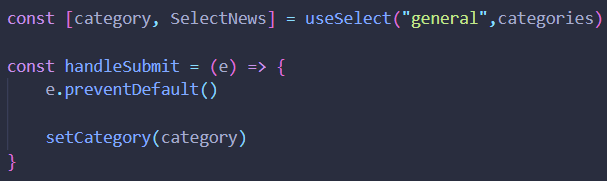 const [category, SelectNews] = useSelect("general",categories)
const handleSubmit = (e) => {
e.preventDefault()
setCategory(category)
}